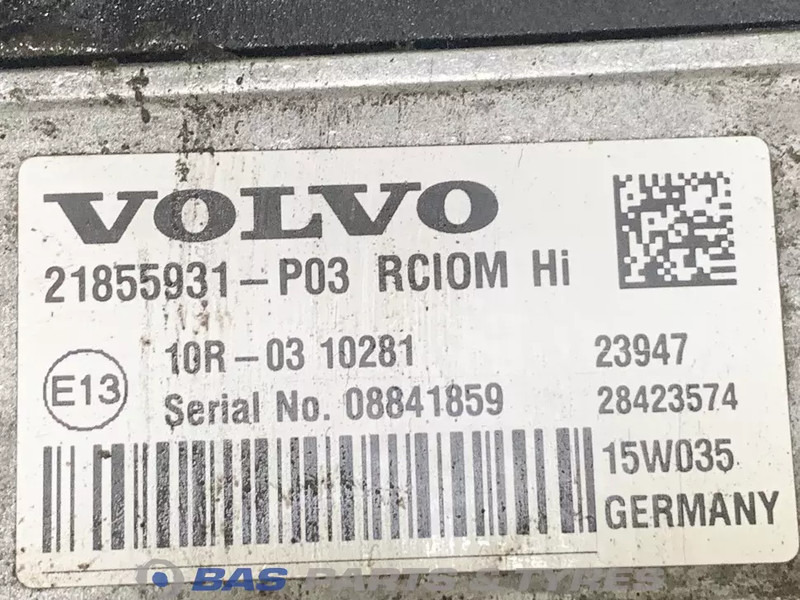 VOLVO
21855931-P03 RCIOM Hi
10R-03 10281 23947
E13
Serial No. 08841859 28423574
15W035
GERMANY
BAS PARTS & TYRES